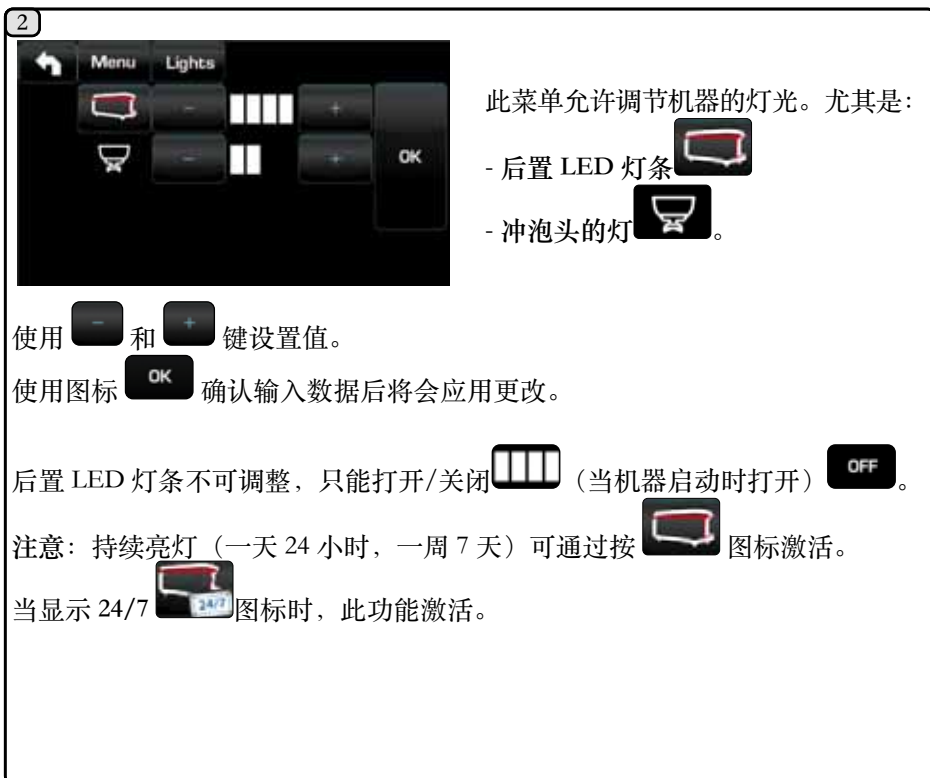 2
Menu Lights
此菜单允许调节机器的灯光。尤其是：
- +
- 后置 LED 灯条
- + OK
- 冲泡头的灯。
使用 - 和 + 键设置值。
使用图标 OK 确认输入数据后将会应用更改。
后置 LED 灯条不可调整，只能打开/关闭（当机器启动时打开） OFF 。
注意：持续亮灯（一天 24 小时，一周 7 天）可通过按 图标激活。
当显示 24/7 24/7 图标时，此功能激活。